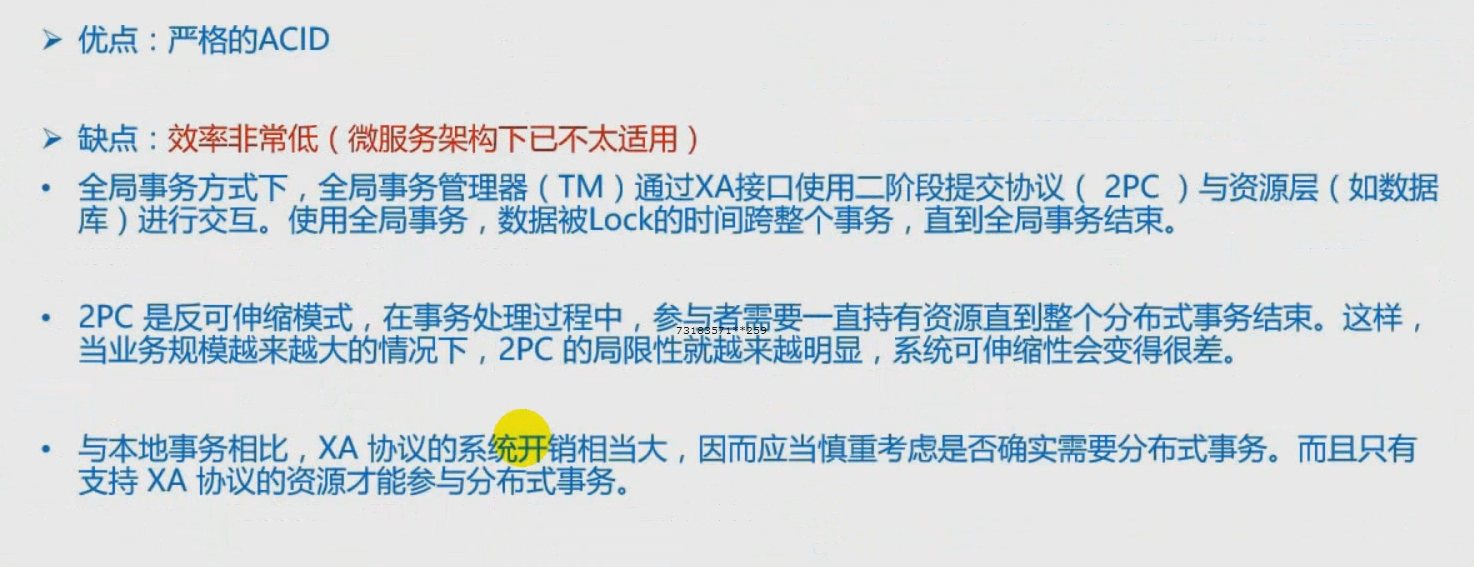 ➢ 优点：严格的ACID
➢ 缺点：效率非常低（微服务架构下已不太适用）
• 全局事务方式下，全局事务管理器（TM）通过XA接口使用二阶段提交协议（ 2PC ）与资源层（如数据
库）进行交互。使用全局事务，数据被Lock的时间跨整个事务，直到全局事务结束。
• 2PC 是反可伸缩模式，在事务处理过程中，参与者需要一直持有资源直到整个分布式事务结束。这样，
73183571**259
当业务规模越来越大的情况下，2PC 的局限性就越来越明显，系统可伸缩性会变得很差。
• 与本地事务相比，XA 协议的系统开销相当大，因而应当慎重考虑是否确实需要分布式事务。而且只有
支持 XA 协议的资源才能参与分布式事务。